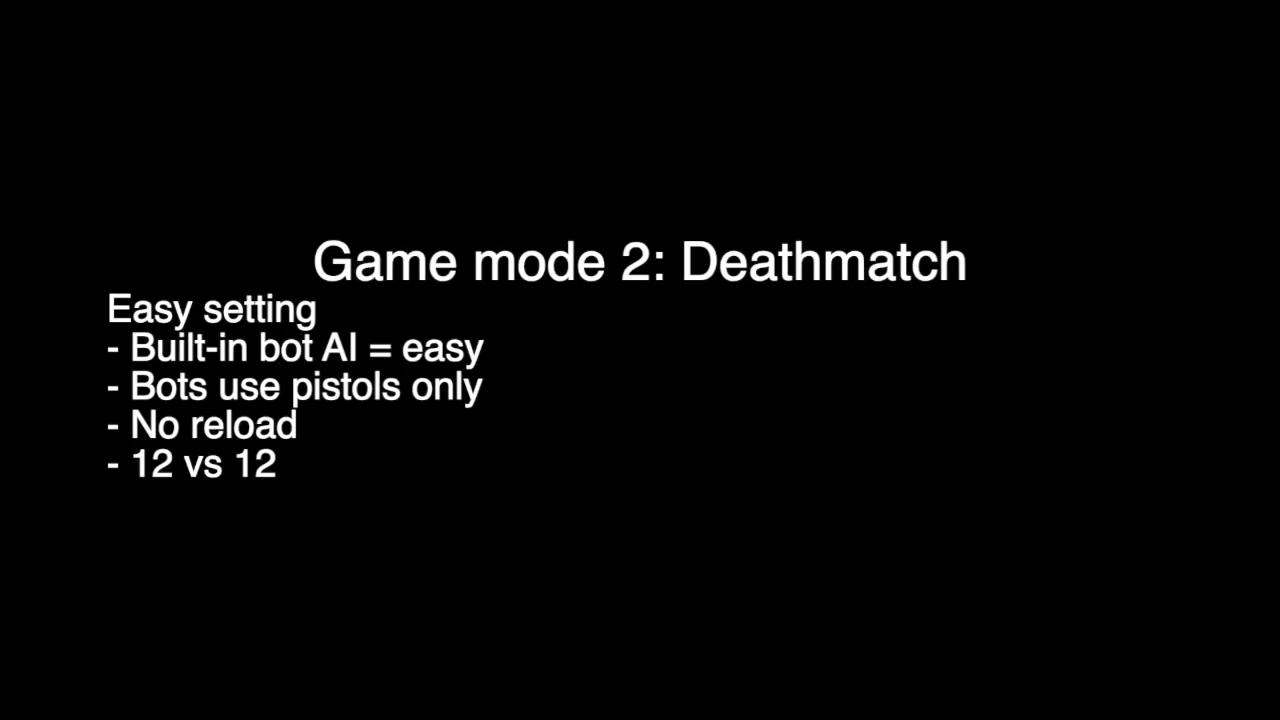 Game mode 2: Deathmatch
Easy setting
- Built-in bot AI = easy
- Bots use pistols only
- No reload
- 12 vs 12